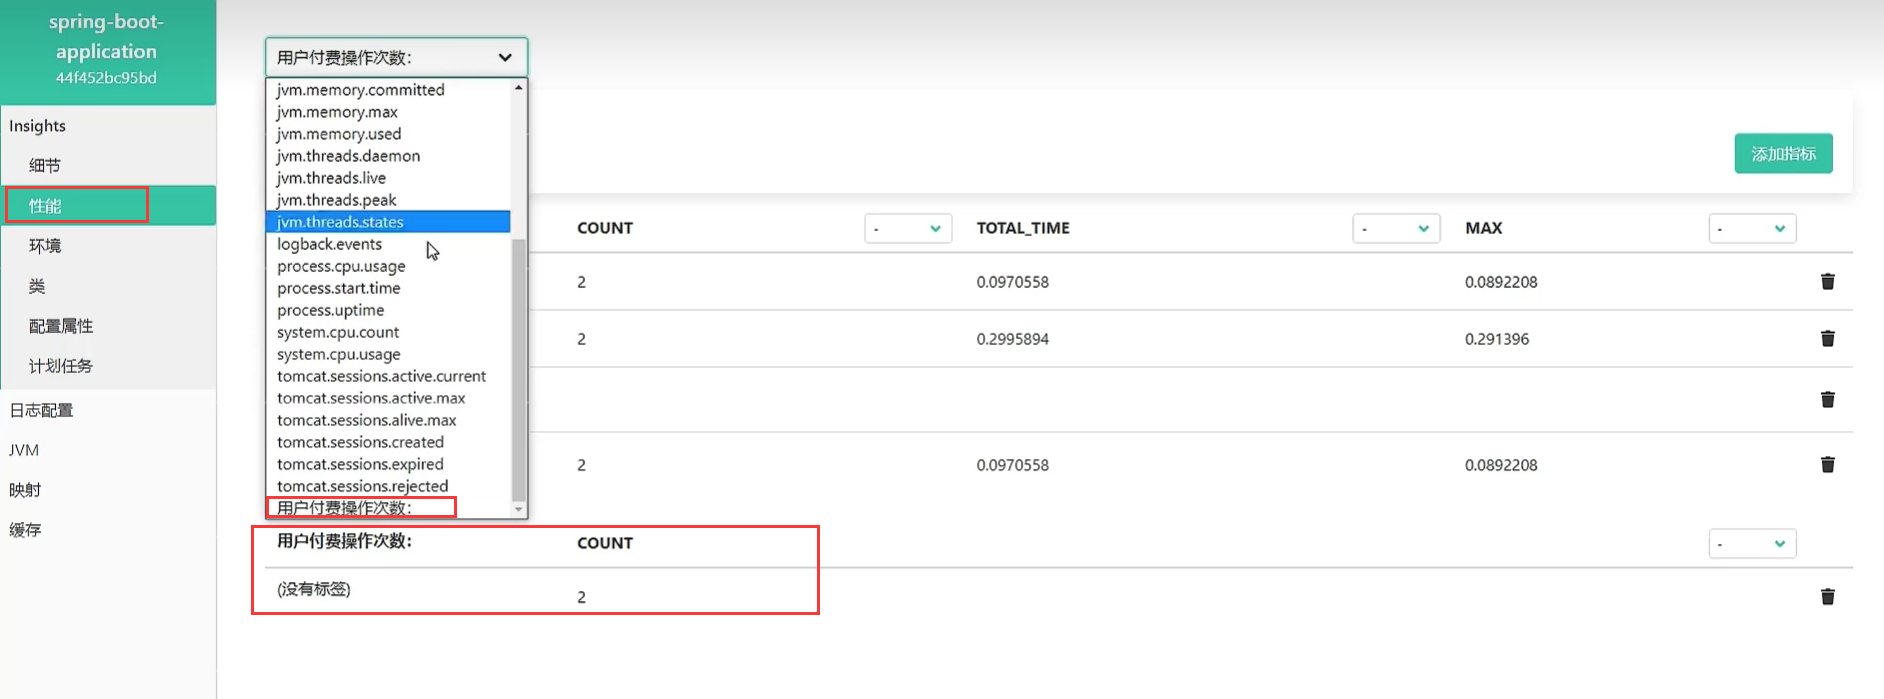 spring-boot-
application
44f452bc95bd
Insights
细节
性能
环境
类
配置属性
计划任务
日志配置
JVM
映射
缓存
用户付费操作次数:
jvm.memory.committed
jvm.memory.max
jvm.memory.used
jvm.threads.daemon
jvm.threads.live
jvm.threads.peak
jvm.threads.states
logback.events
process.cpu.usage
process.start.time
process.uptime
system.cpu.count
system.cpu.usage
tomcat.sessions.active.current
tomcat.sessions.active.max
tomcat.sessions.alive.max
tomcat.sessions.created
tomcat.sessions.expired
tomcat.sessions.rejected
用户付费操作次数:
添加指标
COUNT - TOTAL_TIME - MAX -
2 0.0970558 0.0892208
2 0.2995894 0.291396
2 0.0970558 0.0892208
用户付费操作次数: COUNT -
(没有标签) 2